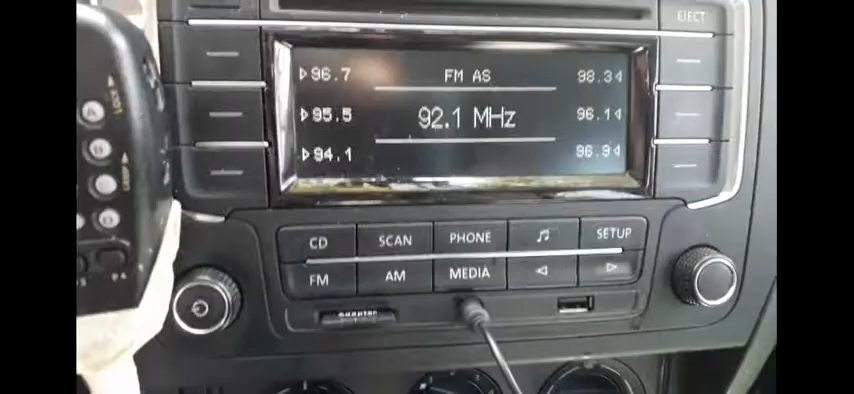 EJECT
96.7 FM AS 98.3
95.5 92.1 MHz 96.1
94.1 96.9
CD SCAN PHONE SETUP
FM AM MEDIA
adapter
A
B
D